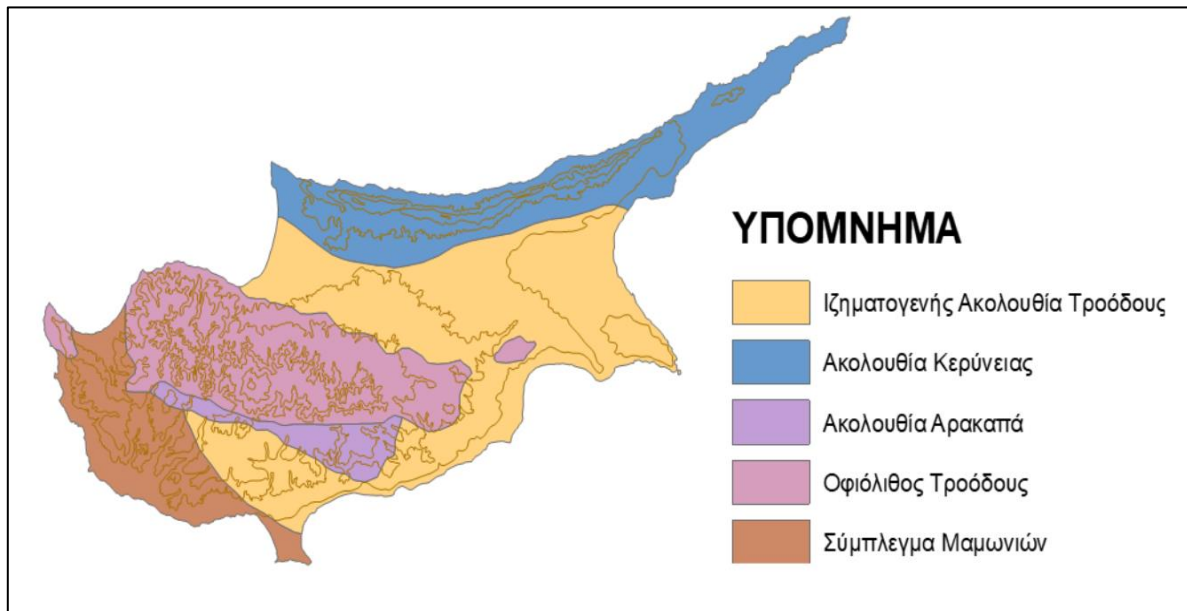 ΥΠΟΜΝΗΜΑ
Ιζηματογενής Ακολουθία Τροόδους
Ακολουθία Κερύνειας
Ακολουθία Αρακαπά
Οφιόλιθος Τροόδους
Σύμπλεγμα Μαμωνιών